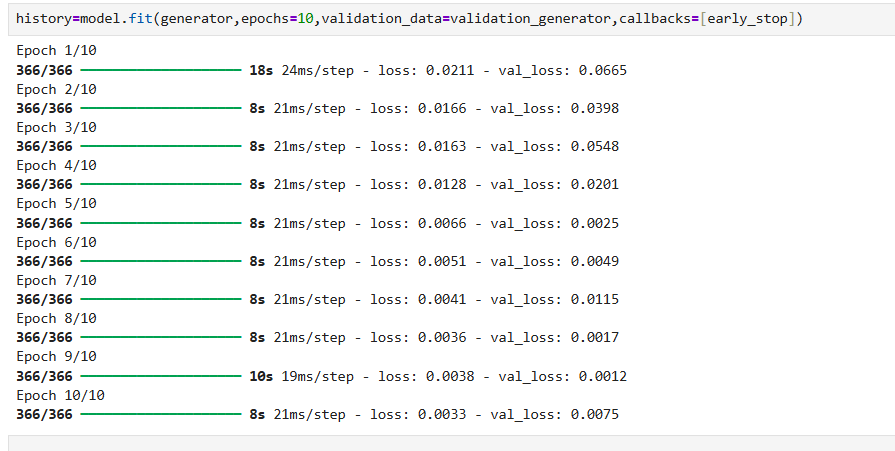 history=model.fit(generator,epochs=10,validation_data=validation_generator,callbacks=[early_stop])
Epoch 1/10
366/366 ━━━━━━━━━━━━━━━━━━━━ 18s 24ms/step - loss: 0.0211 - val_loss: 0.0665
Epoch 2/10
366/366 ━━━━━━━━━━━━━━━━━━━━ 8s 21ms/step - loss: 0.0166 - val_loss: 0.0398
Epoch 3/10
366/366 ━━━━━━━━━━━━━━━━━━━━ 8s 21ms/step - loss: 0.0163 - val_loss: 0.0548
Epoch 4/10
366/366 ━━━━━━━━━━━━━━━━━━━━ 8s 21ms/step - loss: 0.0128 - val_loss: 0.0201
Epoch 5/10
366/366 ━━━━━━━━━━━━━━━━━━━━ 8s 21ms/step - loss: 0.0066 - val_loss: 0.0025
Epoch 6/10
366/366 ━━━━━━━━━━━━━━━━━━━━ 8s 21ms/step - loss: 0.0051 - val_loss: 0.0049
Epoch 7/10
366/366 ━━━━━━━━━━━━━━━━━━━━ 8s 21ms/step - loss: 0.0041 - val_loss: 0.0115
Epoch 8/10
366/366 ━━━━━━━━━━━━━━━━━━━━ 8s 21ms/step - loss: 0.0036 - val_loss: 0.0017
Epoch 9/10
366/366 ━━━━━━━━━━━━━━━━━━━━ 10s 19ms/step - loss: 0.0038 - val_loss: 0.0012
Epoch 10/10
366/366 ━━━━━━━━━━━━━━━━━━━━ 8s 21ms/step - loss: 0.0033 - val_loss: 0.0075